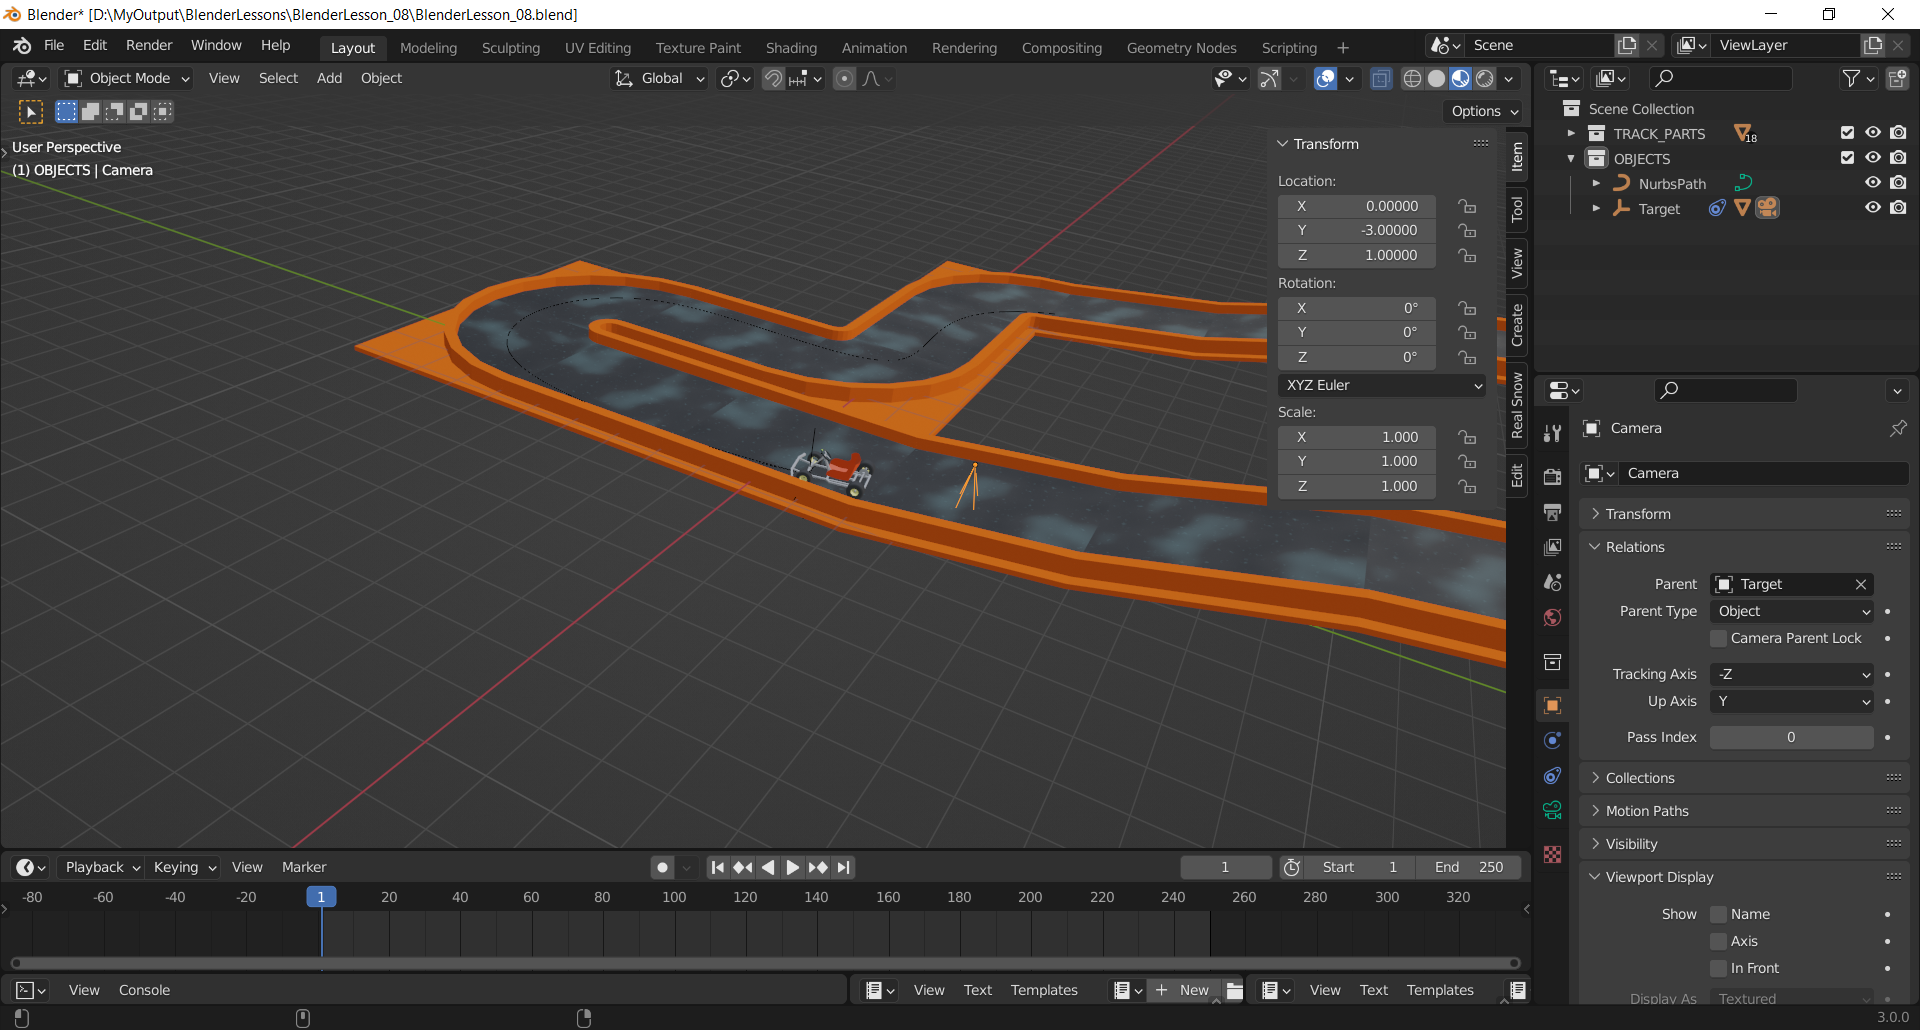 Blender* [D:\MyOutput\BlenderLessons\BlenderLesson_08\BlenderLesson_08.blend]
File Edit Render Window Help Layout Modeling Sculpting UV Editing Texture Paint Shading Animation Rendering Compositing Geometry Nodes Scripting + Scene ViewLayer
Object Mode View Select Add Object Global
Options
User Perspective
(1) OBJECTS | Camera
Transform
Location:
X 0.00000
Y -3.00000
Z 1.00000
Rotation:
X 0°
Y 0°
Z 0°
XYZ Euler
Scale:
X 1.000
Y 1.000
Z 1.000
Item
Tool
View
Create
Real Snow
Edit
Scene Collection
TRACK_PARTS 18
OBJECTS
NurbsPath
Target
Camera
Camera
Transform
Relations
Parent Target
Parent Type Object
Camera Parent Lock
Tracking Axis -Z
Up Axis Y
Pass Index 0
Collections
Motion Paths
Visibility
Viewport Display
Show Name
Axis
In Front
Display As Textured
Playback Keying View Marker 1 Start 1 End 250
-80 -60 -40 -20 1 20 40 60 80 100 120 140 160 180 200 220 240 260 280 300 320
View Console View Text Templates + New View Text Templates
3.0.0